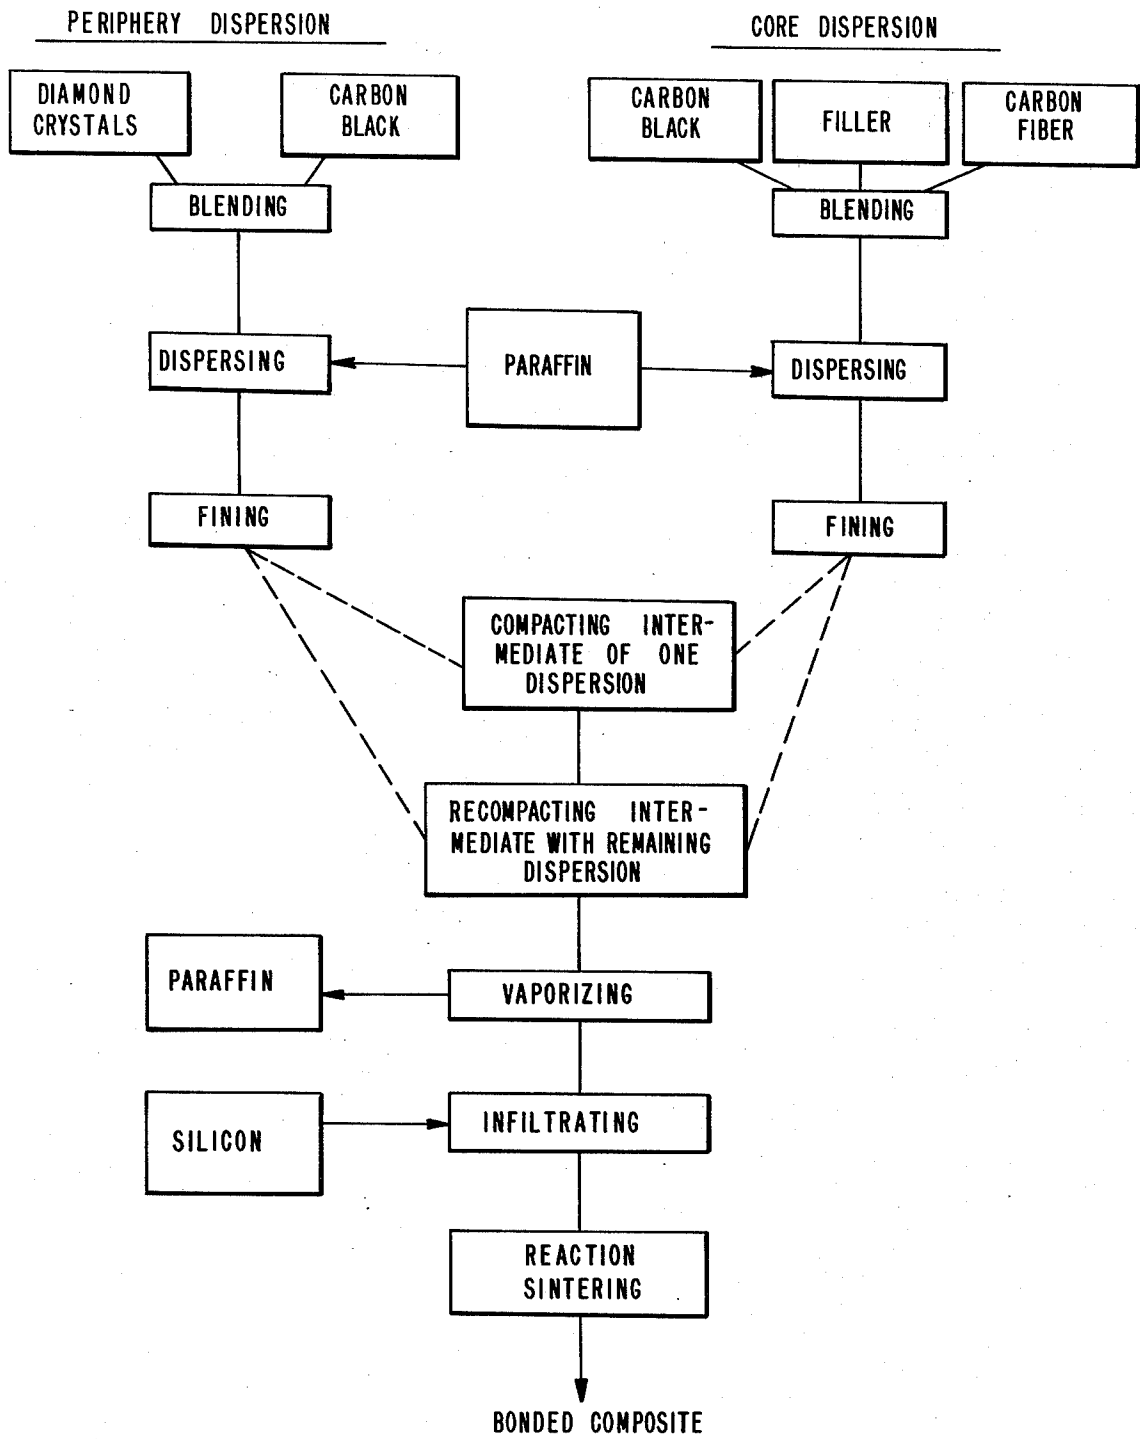 PERIPHERY DISPERSION
CORE DISPERSION
DIAMOND
CRYSTALS
CARBON
BLACK
CARBON
BLACK
FILLER
CARBON
FIBER
BLENDING
BLENDING
DISPERSING
PARAFFIN
DISPERSING
FINING
FINING
COMPACTING INTER-
MEDIATE OF ONE
DISPERSION
RECOMPACTING INTER-
MEDIATE WITH REMAINING
DISPERSION
PARAFFIN
VAPORIZING
SILICON
INFILTRATING
REACTION
SINTERING
BONDED COMPOSITE